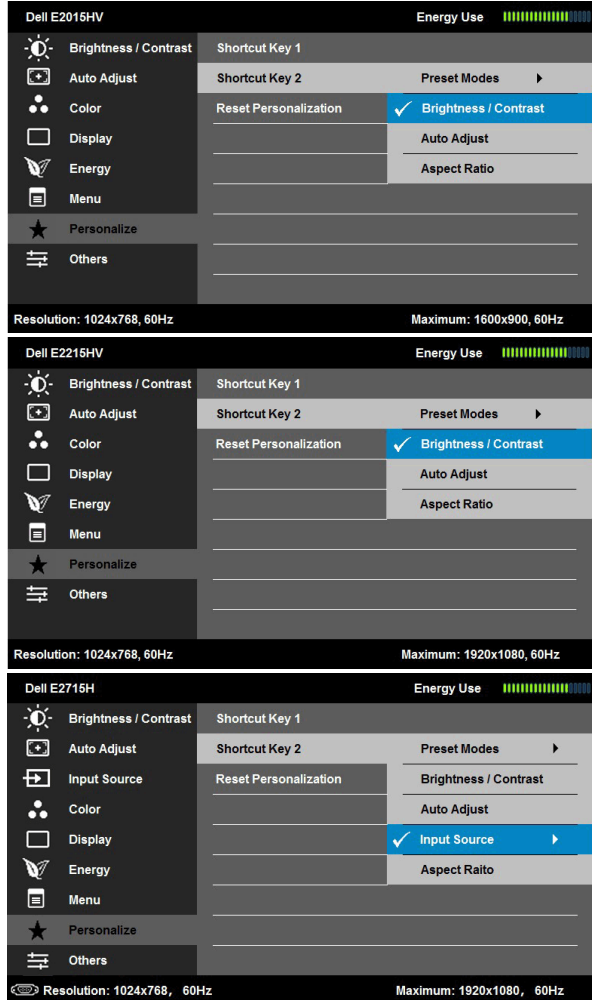 Dell E2015HV Energy Use
Brightness / Contrast Shortcut Key 1
Auto Adjust Shortcut Key 2 Preset Modes
Color Reset Personalization Brightness / Contrast
Display Auto Adjust
Energy Aspect Ratio
Menu
Personalize
Others
Resolution: 1024x768, 60Hz Maximum: 1600x900, 60Hz
Dell E2215HV Energy Use
Brightness / Contrast Shortcut Key 1
Auto Adjust Shortcut Key 2 Preset Modes
Color Reset Personalization Brightness / Contrast
Display Auto Adjust
Energy Aspect Ratio
Menu
Personalize
Others
Resolution: 1024x768, 60Hz Maximum: 1920x1080, 60Hz
Dell E2715H Energy Use
Brightness / Contrast Shortcut Key 1
Auto Adjust Shortcut Key 2 Preset Modes
Input Source Reset Personalization Brightness / Contrast
Color Auto Adjust
Display Input Source
Energy Aspect Raito
Menu
Personalize
Others
Resolution: 1024x768, 60Hz Maximum: 1920x1080, 60Hz